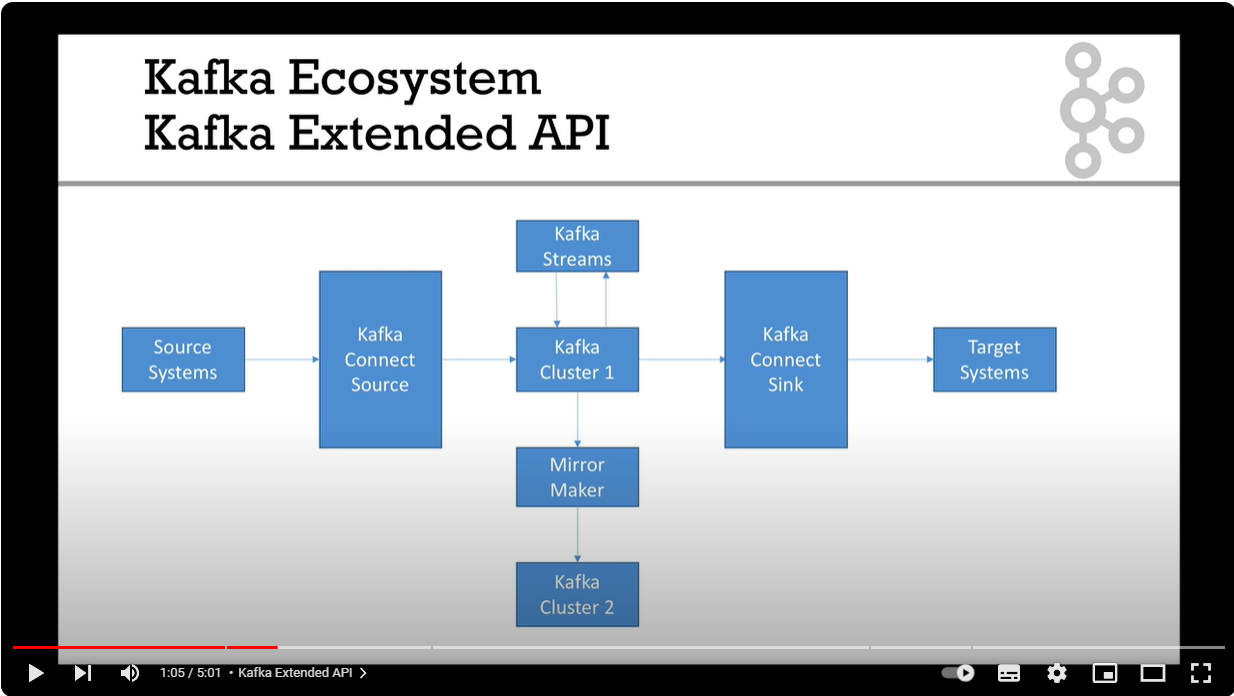 Kafka Ecosystem
Kafka Extended API
Kafka
Streams
Source
Systems
Kafka
Connect
Source
Kafka
Cluster 1
Kafka
Connect
Sink
Target
Systems
Mirror
Maker
Kafka
Cluster 2
1:05 / 5:01 • Kafka Extended API